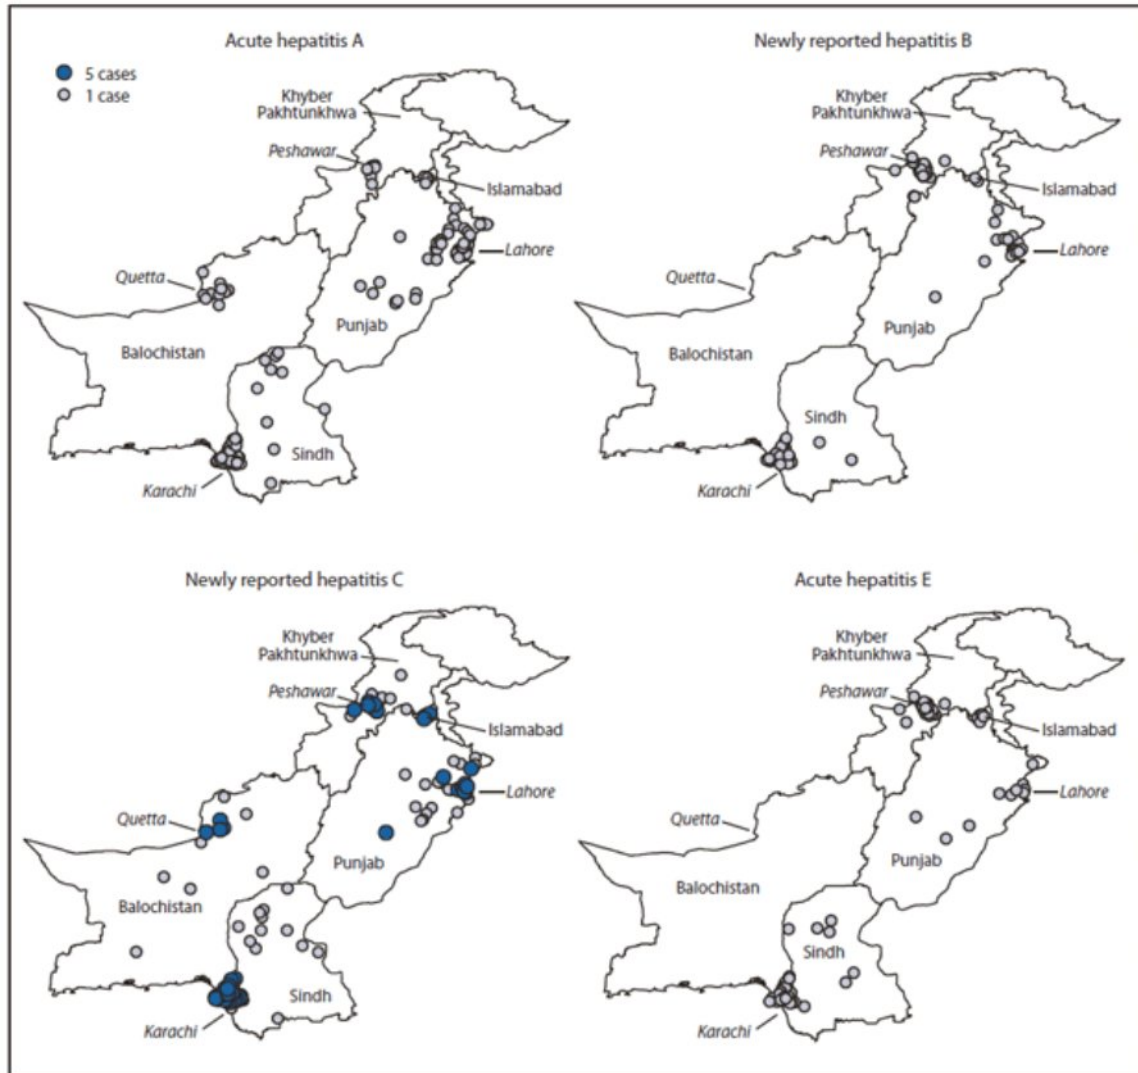 Acute hepatitis A
5 cases
1 case
Khyber
Pakhtunkhwa
Peshawar
Islamabad
Lahore
Quetta
Punjab
Balochistan
Sindh
Karachi
Newly reported hepatitis B
Khyber
Pakhtunkhwa
Peshawar
Islamabad
Lahore
Quetta
Punjab
Balochistan
Sindh
Karachi
Newly reported hepatitis C
Khyber
Pakhtunkhwa
Peshawar
Islamabad
Lahore
Quetta
Punjab
Balochistan
Sindh
Karachi
Acute hepatitis E
Khyber
Pakhtunkhwa
Peshawar
Islamabad
Lahore
Quetta
Punjab
Balochistan
Sindh
Karachi